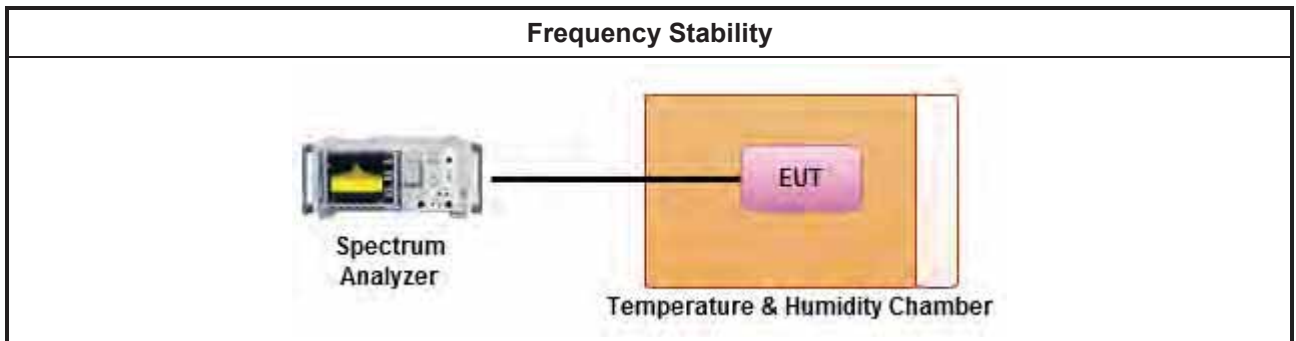 Frequency Stability
EUT
Spectrum
Analyzer
Temperature & Humidity Chamber